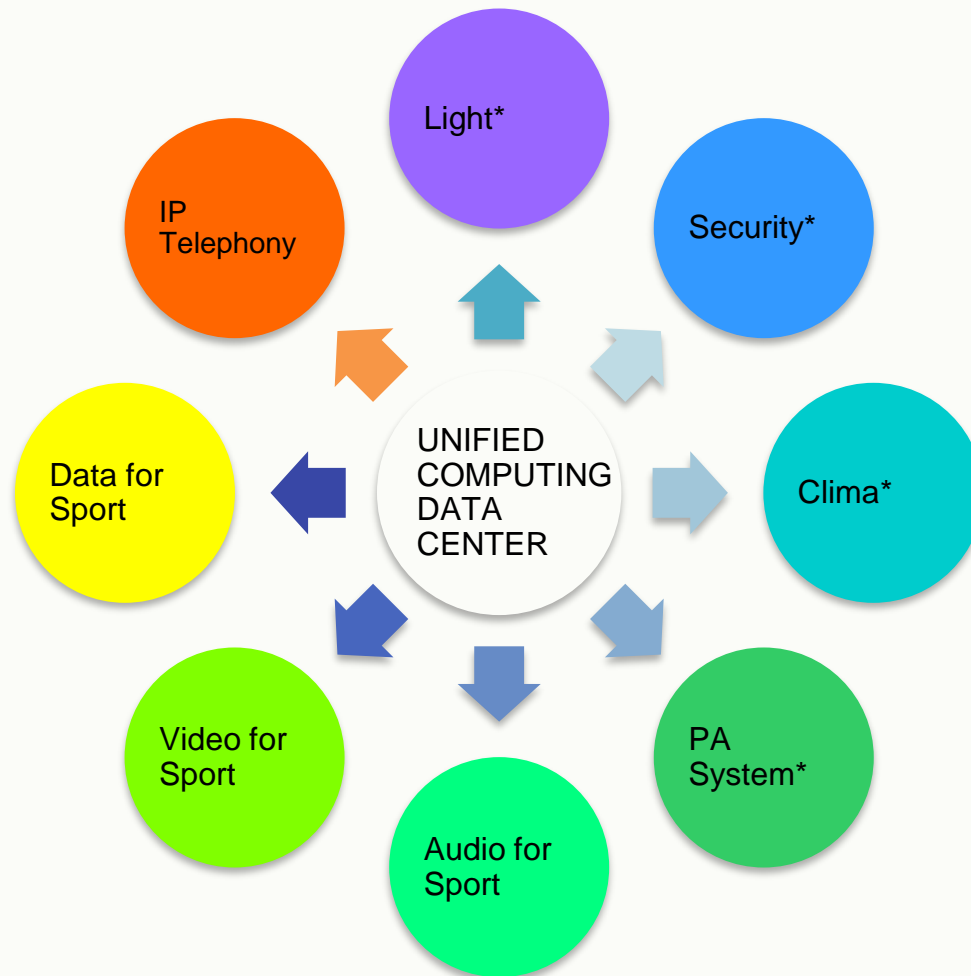 Light*
IP
Telephony
Security*
UNIFIED
COMPUTING
DATA
CENTER
Data for
Sport
Clima*
Video for
Sport
PA
System*
Audio for
Sport